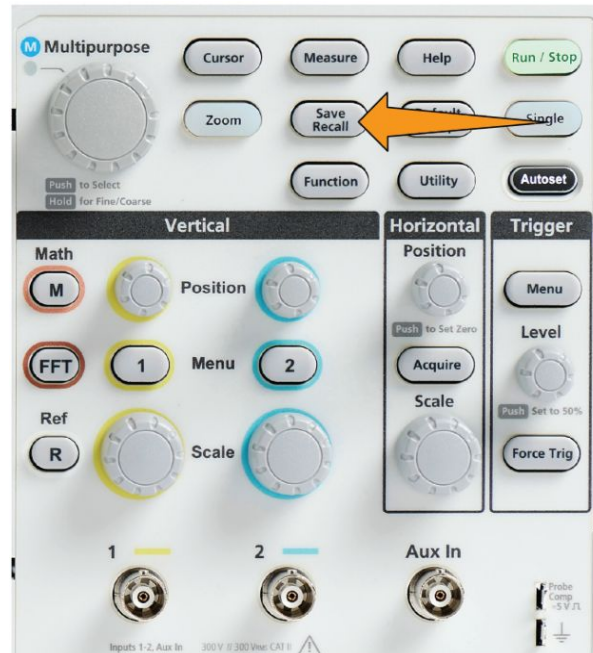 M Multipurpose
Cursor
Measure
Help
Run / Stop
Zoom
Save
Recall
Single
Push to Select
Hold for Fine/Coarse
Function
Utility
Autoset
Vertical
Horizontal
Trigger
Math
M
Position
Position
Push to Set Zero
Menu
FFT
1
Menu
2
Acquire
Level
Push Set to 50%
Ref
R
Scale
Scale
Force Trig
1
2
Aux In
Probe
Comp
~5 V
Inputs 1-2, Aux In 300 V
300 Vrms CAT II